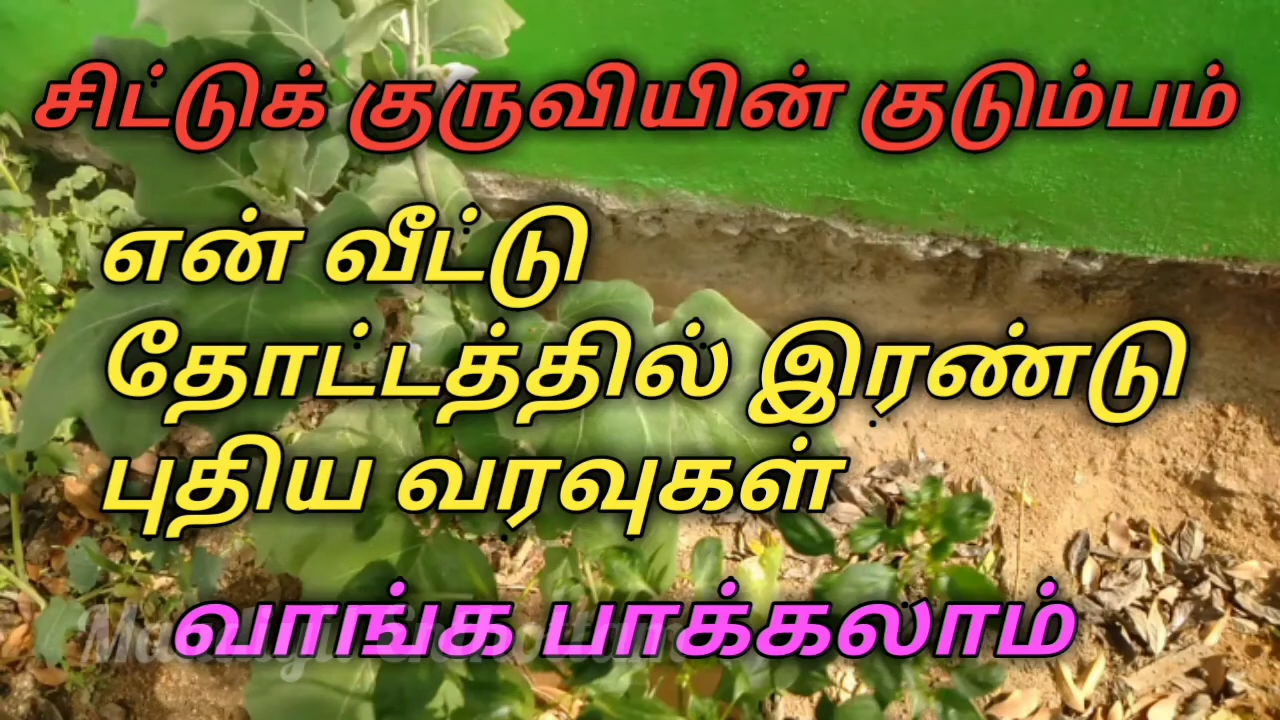 சிட்டுக் குருவியின் குடும்பம்
என் வீட்டு
தோட்டத்தில் இரண்டு
புதிய வரவுகள்
வாங்க பாக்கலாம்